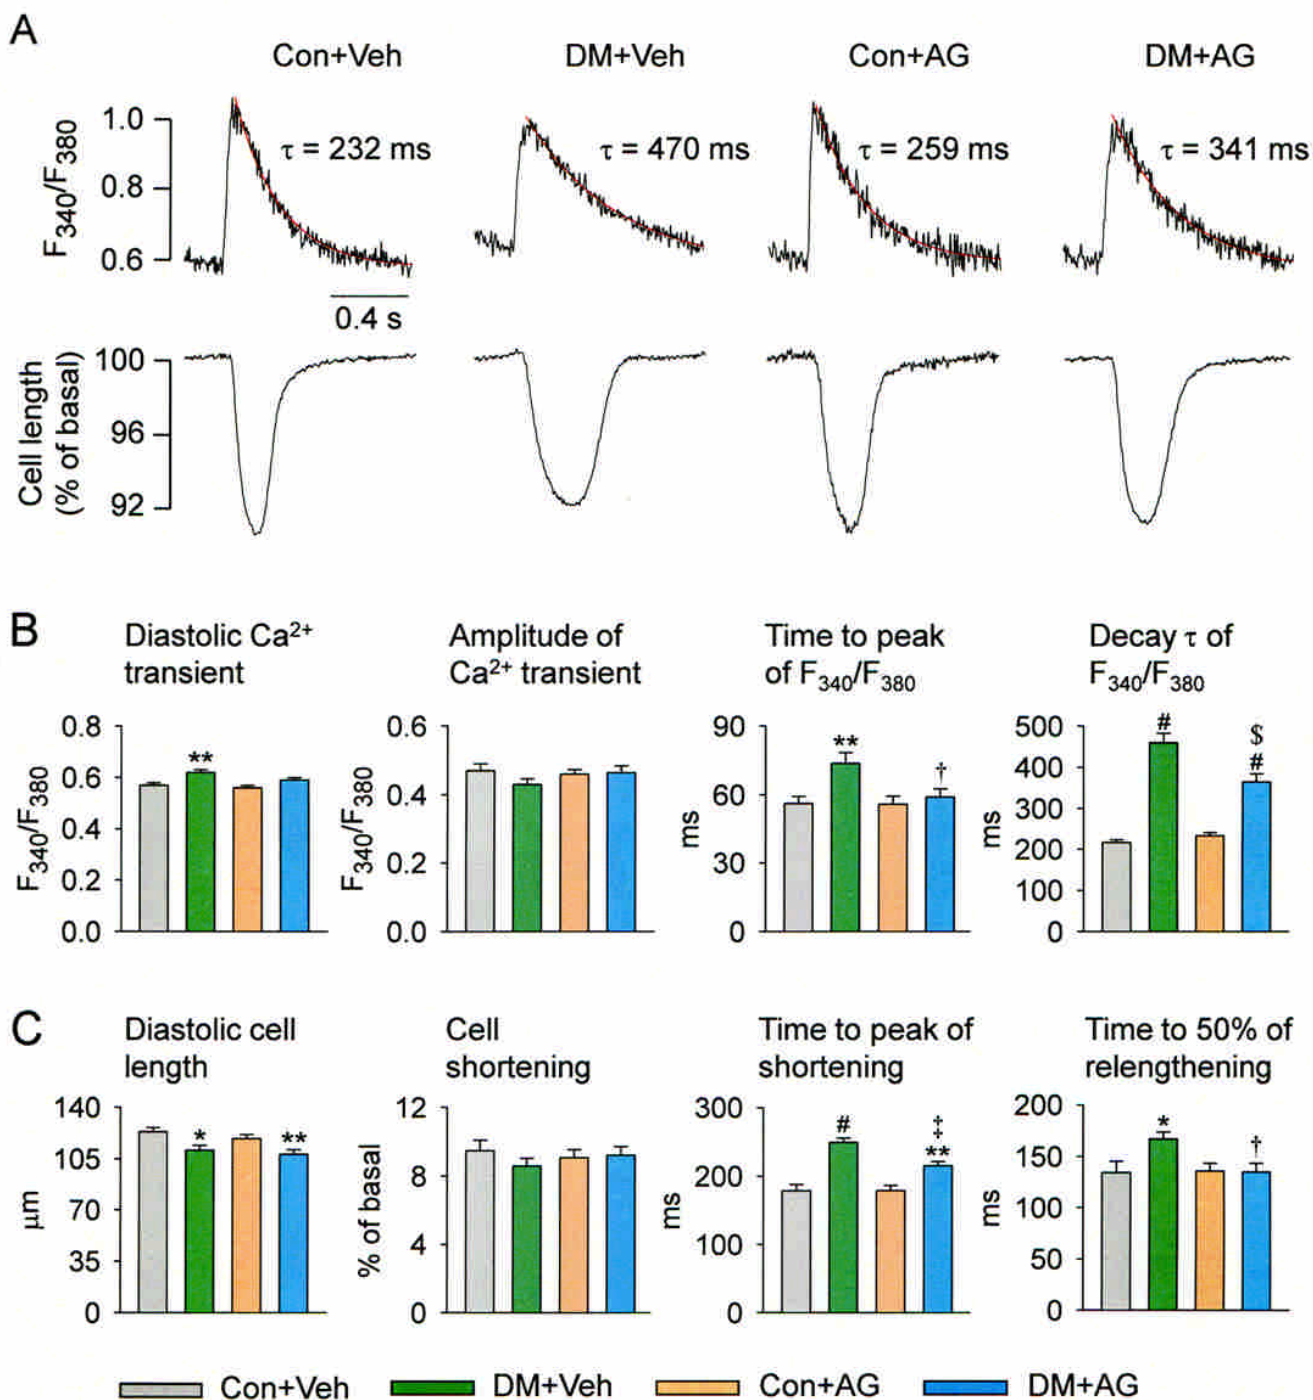 A
Con+Veh DM+Veh Con+AG DM+AG
F340/F380
1.0
0.8
0.6
τ = 232 ms τ = 470 ms τ = 259 ms τ = 341 ms
0.4 s
Cell length
(% of basal)
100
96
92
B
Diastolic Ca²⁺
transient
F340/F380
0.8
0.6
0.4
0.2
0.0
**
Amplitude of
Ca²⁺ transient
F340/F380
0.6
0.4
0.2
0.0
Time to peak
of F340/F380
ms
90
60
30
0
**
†
Decay τ of
F340/F380
ms
500
400
300
200
100
0
#
$
#
C
Diastolic cell
length
μm
140
105
70
35
0
*
**
Cell
shortening
% of basal
12
8
4
0
Time to peak of
shortening
ms
300
200
100
0
#
‡
**
Time to 50% of
relengthening
ms
200
150
100
50
0
*
†
Con+Veh DM+Veh Con+AG DM+AG